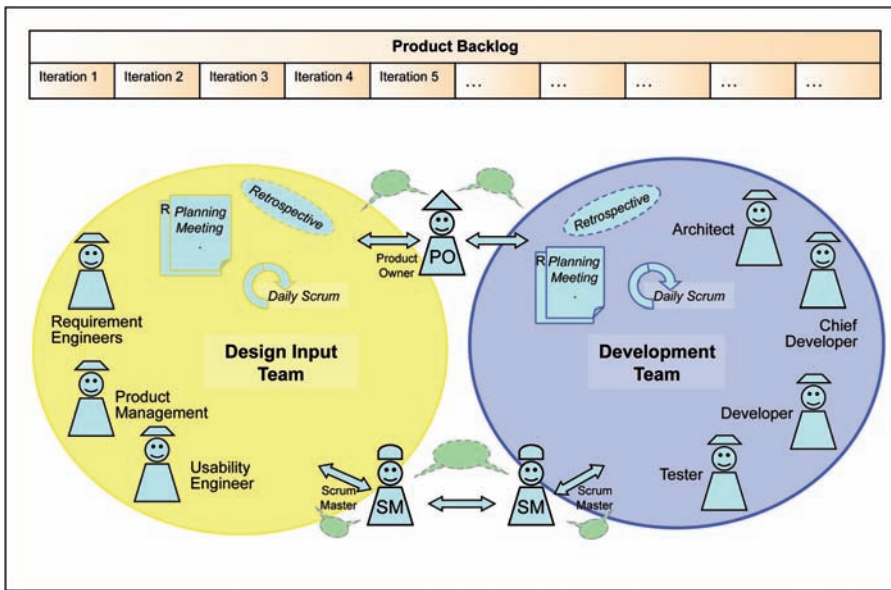 Product Backlog
Iteration 1 Iteration 2 Iteration 3 Iteration 4 Iteration 5 ... ... ... ... ...
R Planning
Meeting
.
Retrospective
Daily Scrum
Requirement
Engineers
Design Input
Team
Product
Management
Usability
Engineer
Product
Owner
PO
Scrum
Master
SM
SM
Scrum
Master
Retrospective
R Planning
Meeting
.
Daily Scrum
Architect
Chief
Developer
Development
Team
Developer
Tester